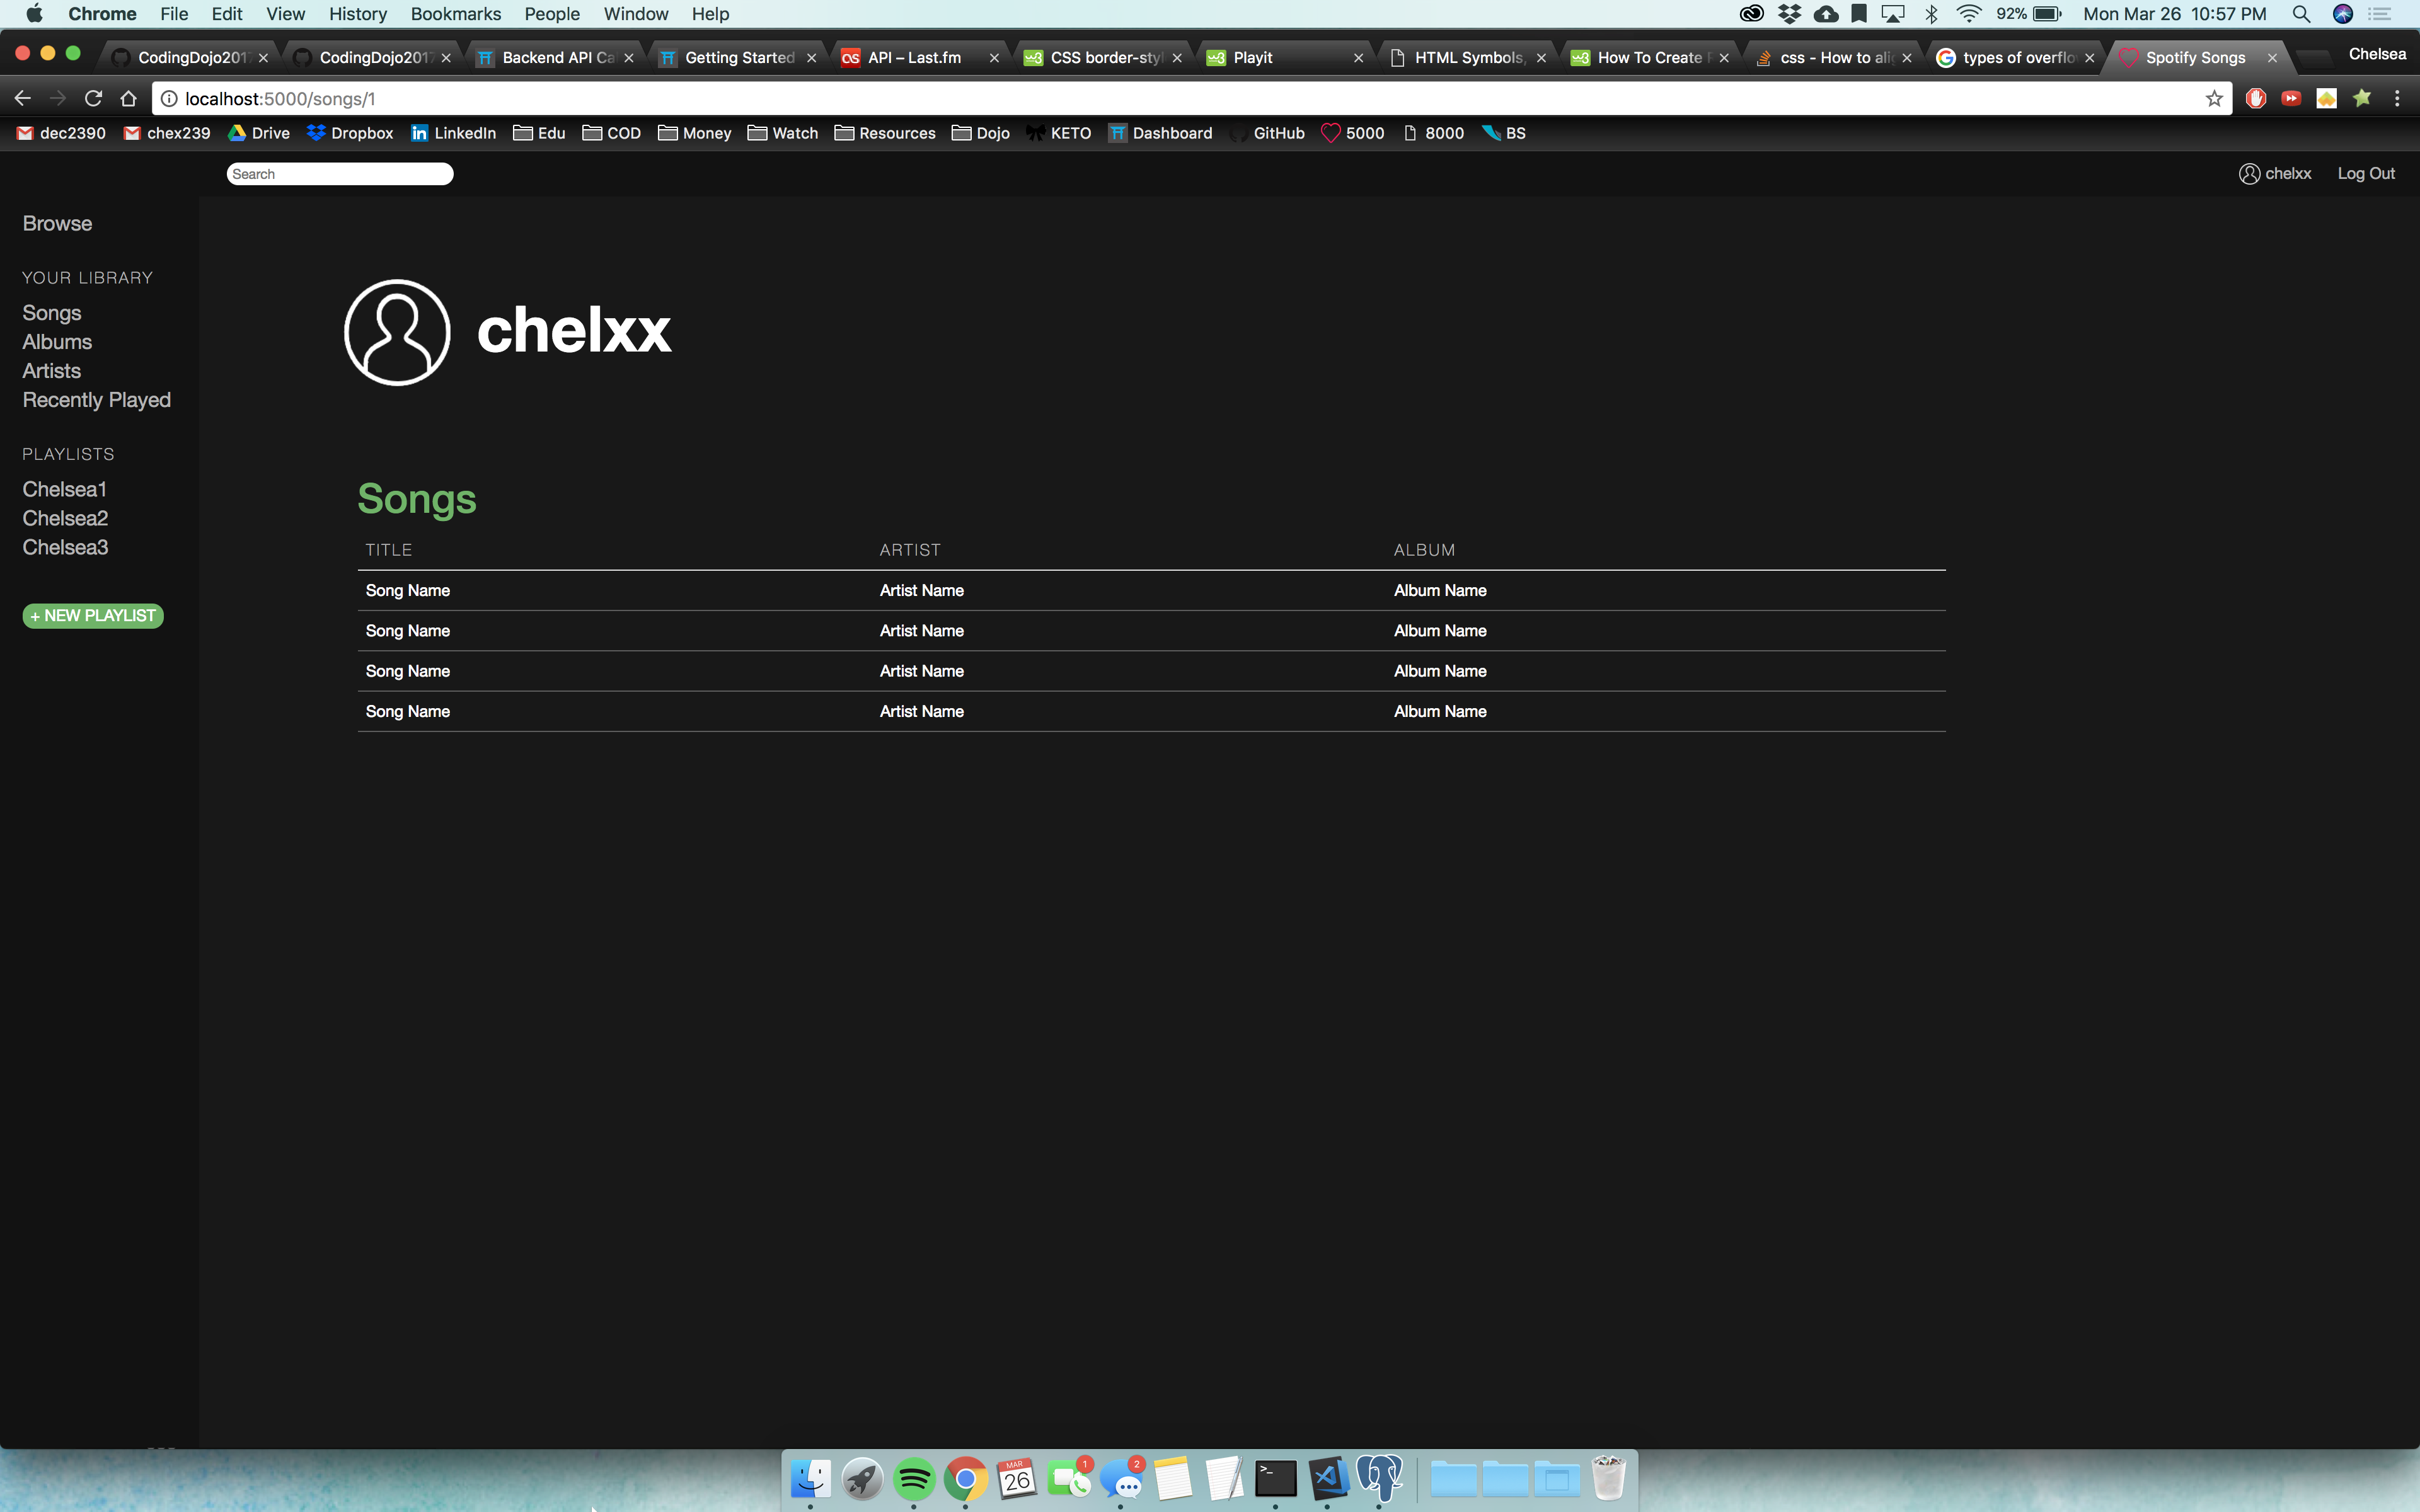 Chrome File Edit View History Bookmarks People Window Help 92% Mon Mar 26 10:57 PM
CodingDojo201 CodingDojo201 Backend API Ca Getting Started API – Last.fm CSS border-styl Playit HTML Symbols, How To Create css - How to alig types of overflo Spotify Songs Chelsea
localhost:5000/songs/1
dec2390 chex239 Drive Dropbox LinkedIn Edu COD Money Watch Resources Dojo KETO Dashboard GitHub 5000 8000 BS
Search chelxx Log Out
Browse
YOUR LIBRARY
Songs
Albums
Artists
Recently Played
PLAYLISTS
Chelsea1
Chelsea2
Chelsea3
+ NEW PLAYLIST
chelxx
Songs
TITLE ARTIST ALBUM
Song Name Artist Name Album Name
Song Name Artist Name Album Name
Song Name Artist Name Album Name
Song Name Artist Name Album Name
MAR 26 1 2